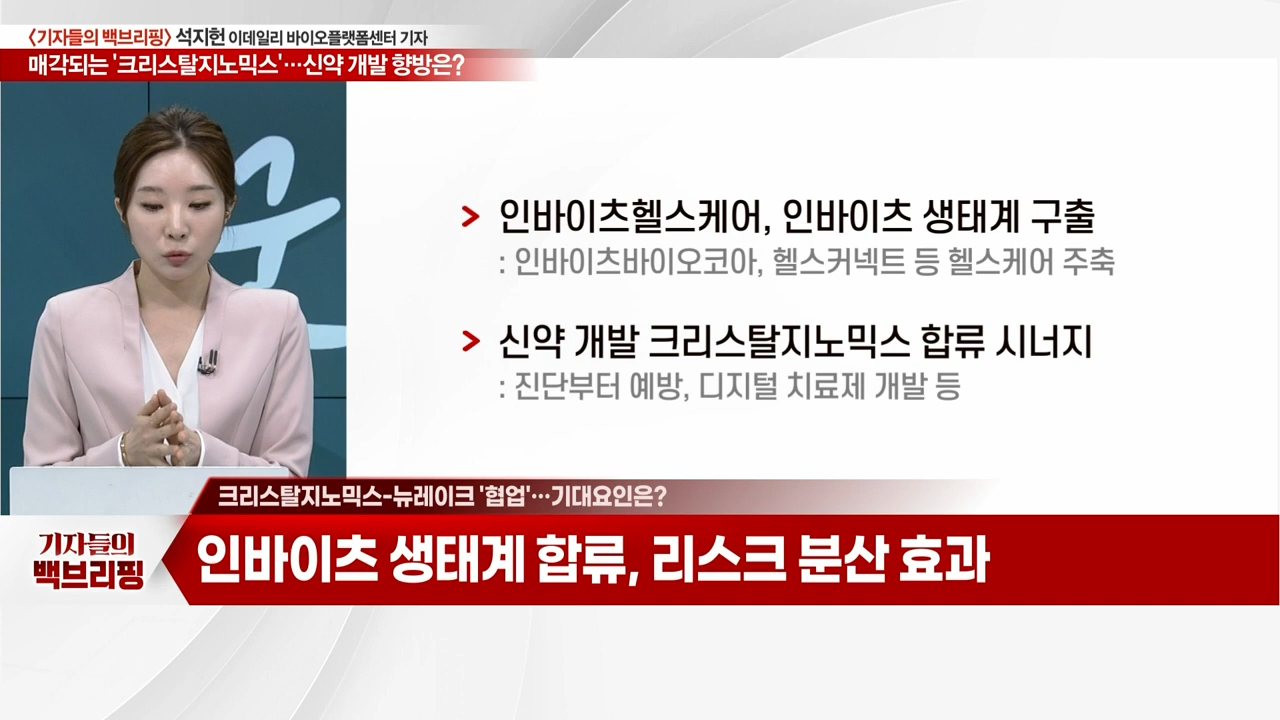 <기자들의 백브리핑> 석지헌 이데일리 바이오플랫폼센터 기자
매각되는 '크리스탈지노믹스'…신약 개발 향방은?
> 인바이츠헬스케어, 인바이츠 생태계 구출
: 인바이츠바이오코아, 헬스커넥트 등 헬스케어 주축
> 신약 개발 크리스탈지노믹스 합류 시너지
: 진단부터 예방, 디지털 치료제 개발 등
크리스탈지노믹스-뉴레이크 '협업'…기대요인은?
기자들의
백브리핑
인바이츠 생태계 합류, 리스크 분산 효과